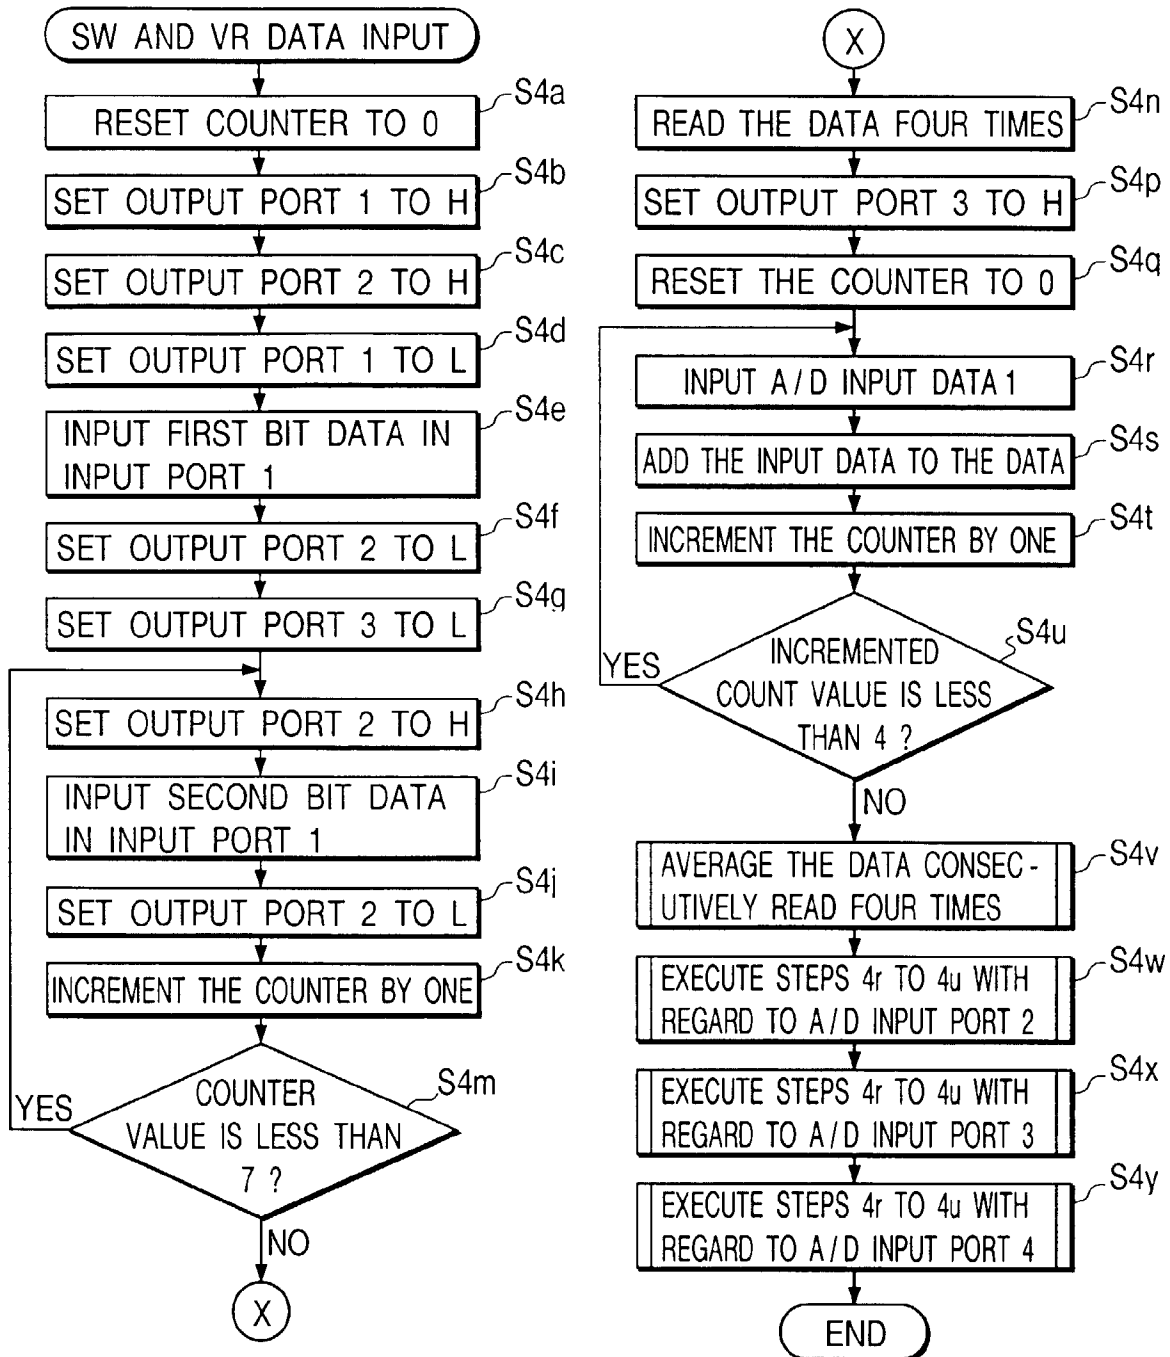 SW AND VR DATA INPUT
RESET COUNTER TO 0
S4a
SET OUTPUT PORT 1 TO H
S4b
SET OUTPUT PORT 2 TO H
S4c
SET OUTPUT PORT 1 TO L
S4d
INPUT FIRST BIT DATA IN
INPUT PORT 1
S4e
SET OUTPUT PORT 2 TO L
S4f
SET OUTPUT PORT 3 TO L
S4g
SET OUTPUT PORT 2 TO H
S4h
INPUT SECOND BIT DATA
IN INPUT PORT 1
S4i
SET OUTPUT PORT 2 TO L
S4j
INCREMENT THE COUNTER BY ONE
S4k
COUNTER
VALUE IS LESS THAN
7 ?
S4m
YES
NO
X
X
READ THE DATA FOUR TIMES
S4n
SET OUTPUT PORT 3 TO H
S4p
RESET THE COUNTER TO 0
S4q
INPUT A/D INPUT DATA 1
S4r
ADD THE INPUT DATA TO THE DATA
S4s
INCREMENT THE COUNTER BY ONE
S4t
INCREMENTED
COUNT VALUE IS LESS
THAN 4 ?
S4u
YES
NO
AVERAGE THE DATA CONSEC-
UTIVELY READ FOUR TIMES
S4v
EXECUTE STEPS 4r TO 4u WITH
REGARD TO A/D INPUT PORT 2
S4w
EXECUTE STEPS 4r TO 4u WITH
REGARD TO A/D INPUT PORT 3
S4x
EXECUTE STEPS 4r TO 4u WITH
REGARD TO A/D INPUT PORT 4
S4y
END